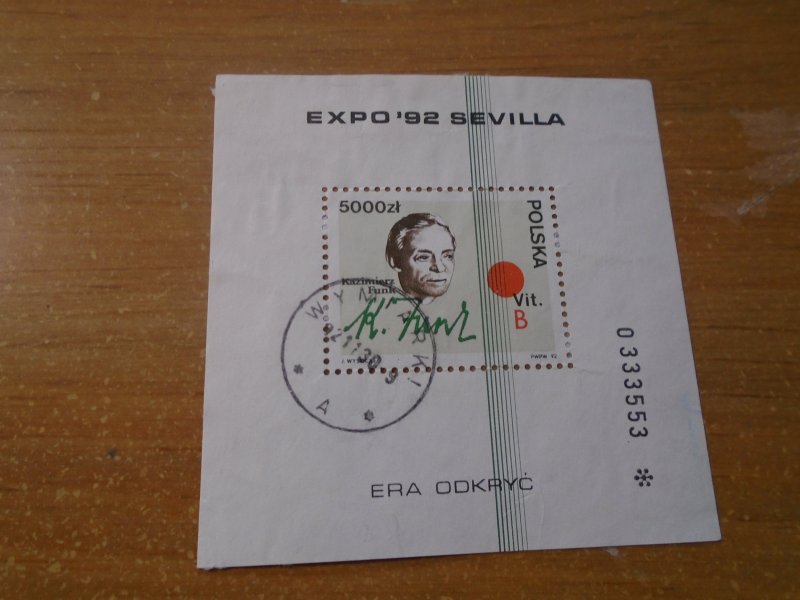 EXPO '92 SEVILLA
5000zł
POLSKA
Kazimierz
Funk
K. Funk
Vit.
B
PWPW 92
A
0333553
ERA ODKRYĆ